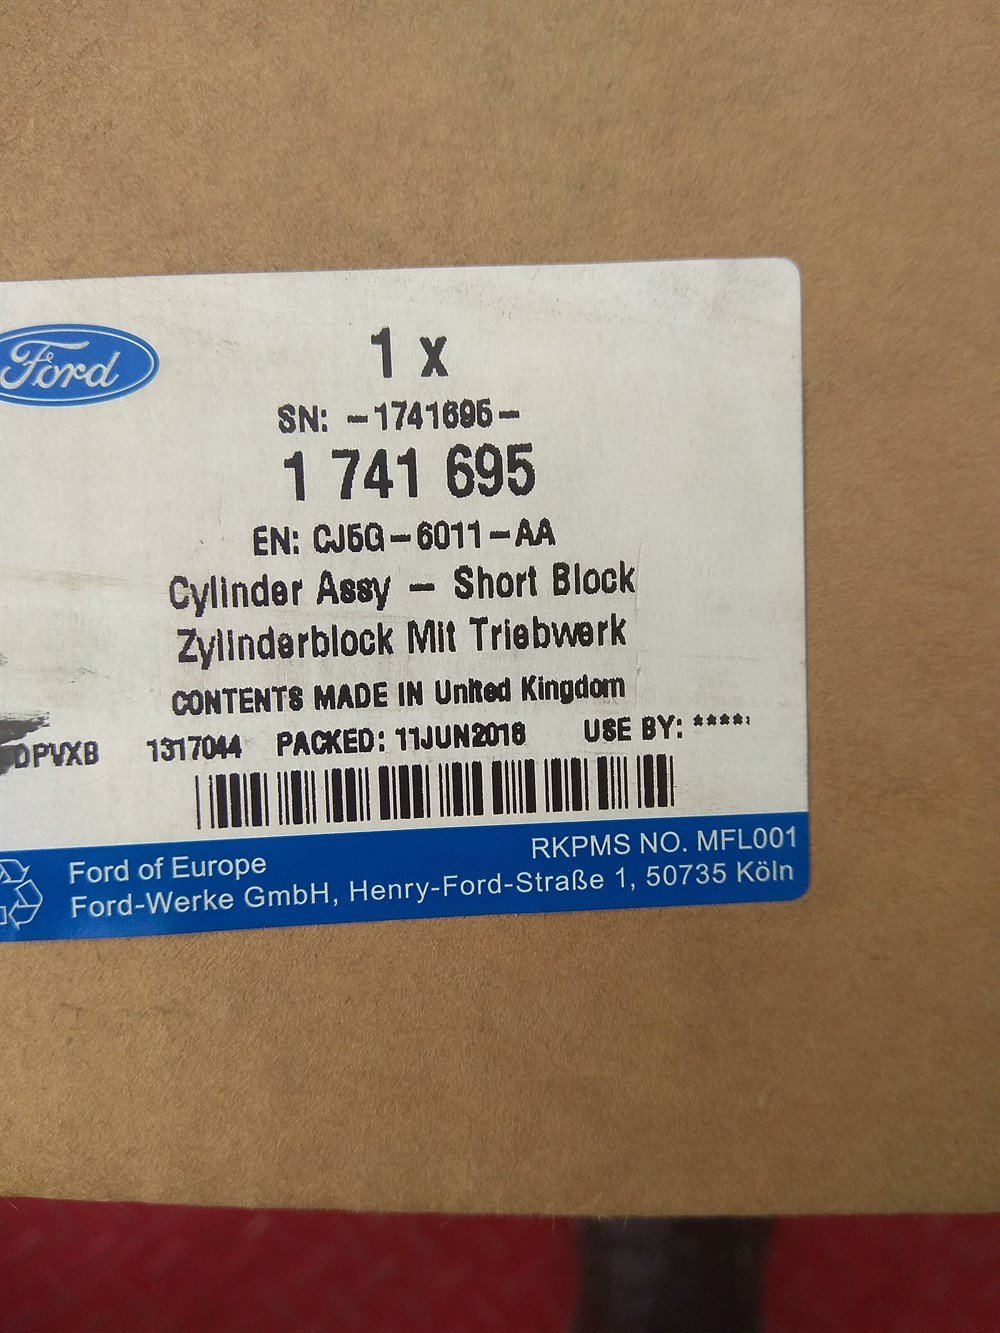 Ford
1 x
SN: -1741695-
1 741 695
EN: CJ5G-6011-AA
Cylinder Assy - Short Block
Zylinderblock Mit Triebwerk
CONTENTS MADE IN United Kingdom
DPVXB 1317044 PACKED: 11JUN2018 USE BY: ****
RKPMS NO. MFL001
Ford of Europe
Ford-Werke GmbH, Henry-Ford-Straße 1, 50735 Köln